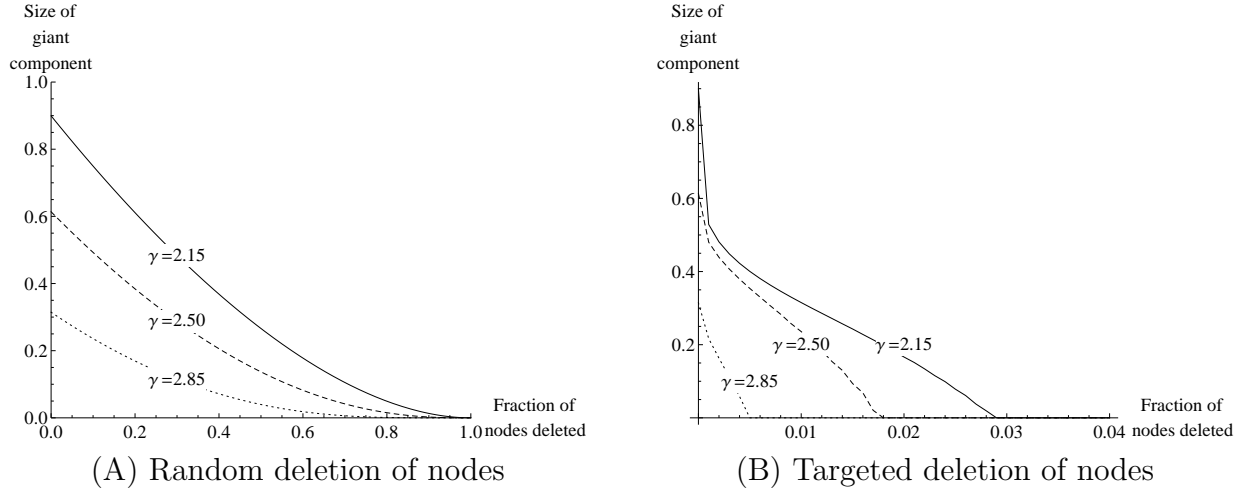 Size of
giant
component
1.0
0.8
0.6
0.4
0.2
0.0
0.0
0.2
0.4
0.6
0.8
1.0
γ =2.15
γ =2.50
γ =2.85
Fraction of
nodes deleted
(A) Random deletion of nodes
Size of
giant
component
0.8
0.6
0.4
0.2
0.01
0.02
0.03
0.04
γ =2.85
γ =2.50
γ =2.15
Fraction of
nodes deleted
(B) Targeted deletion of nodes